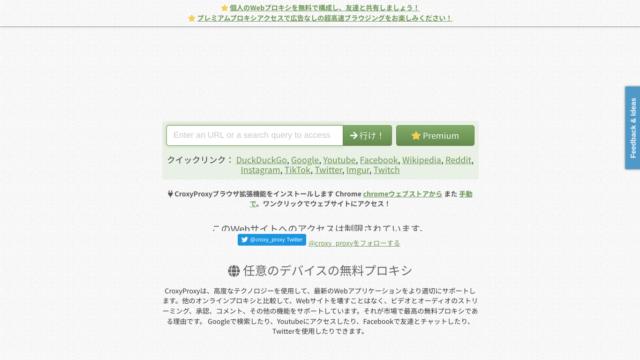 個人のWebプロキシを無料で構成し、友達と共有しましょう！
プレミアムプロキシアクセスで広告なしの超高速ブラウジングをお楽しみください！
Feedback & Ideas
Enter an URL or a search query to access
行け！
Premium
クイックリンク： DuckDuckGo, Google, Youtube, Facebook, Wikipedia, Reddit,
Instagram, TikTok, Twitter, Imgur, Twitch
CroxyProxyブラウザ拡張機能をインストールします Chrome chromeウェブストアから また 手動
で。ワンクリックでウェブサイトにアクセス！
このWebサイトへのアクセスは制限されています。
@croxy_proxy Twitter
@croxy_proxyをフォローする
任意のデバイスの無料プロキシ
CroxyProxyは、高度なテクノロジーを使用して、最新のWebアプリケーションをより適切にサポートし
ます。他のオンラインプロキシと比較して、Webサイトを壊すことはなく、ビデオとオーディオのストリ
ーミング、承認、コメント、その他の機能をサポートしています。それが市場で最高の無料プロキシであ
る理由です。 Googleで検索したり、Youtubeにアクセスしたり、Facebookで友達とチャットしたり、
Twitterを使用したりできます。